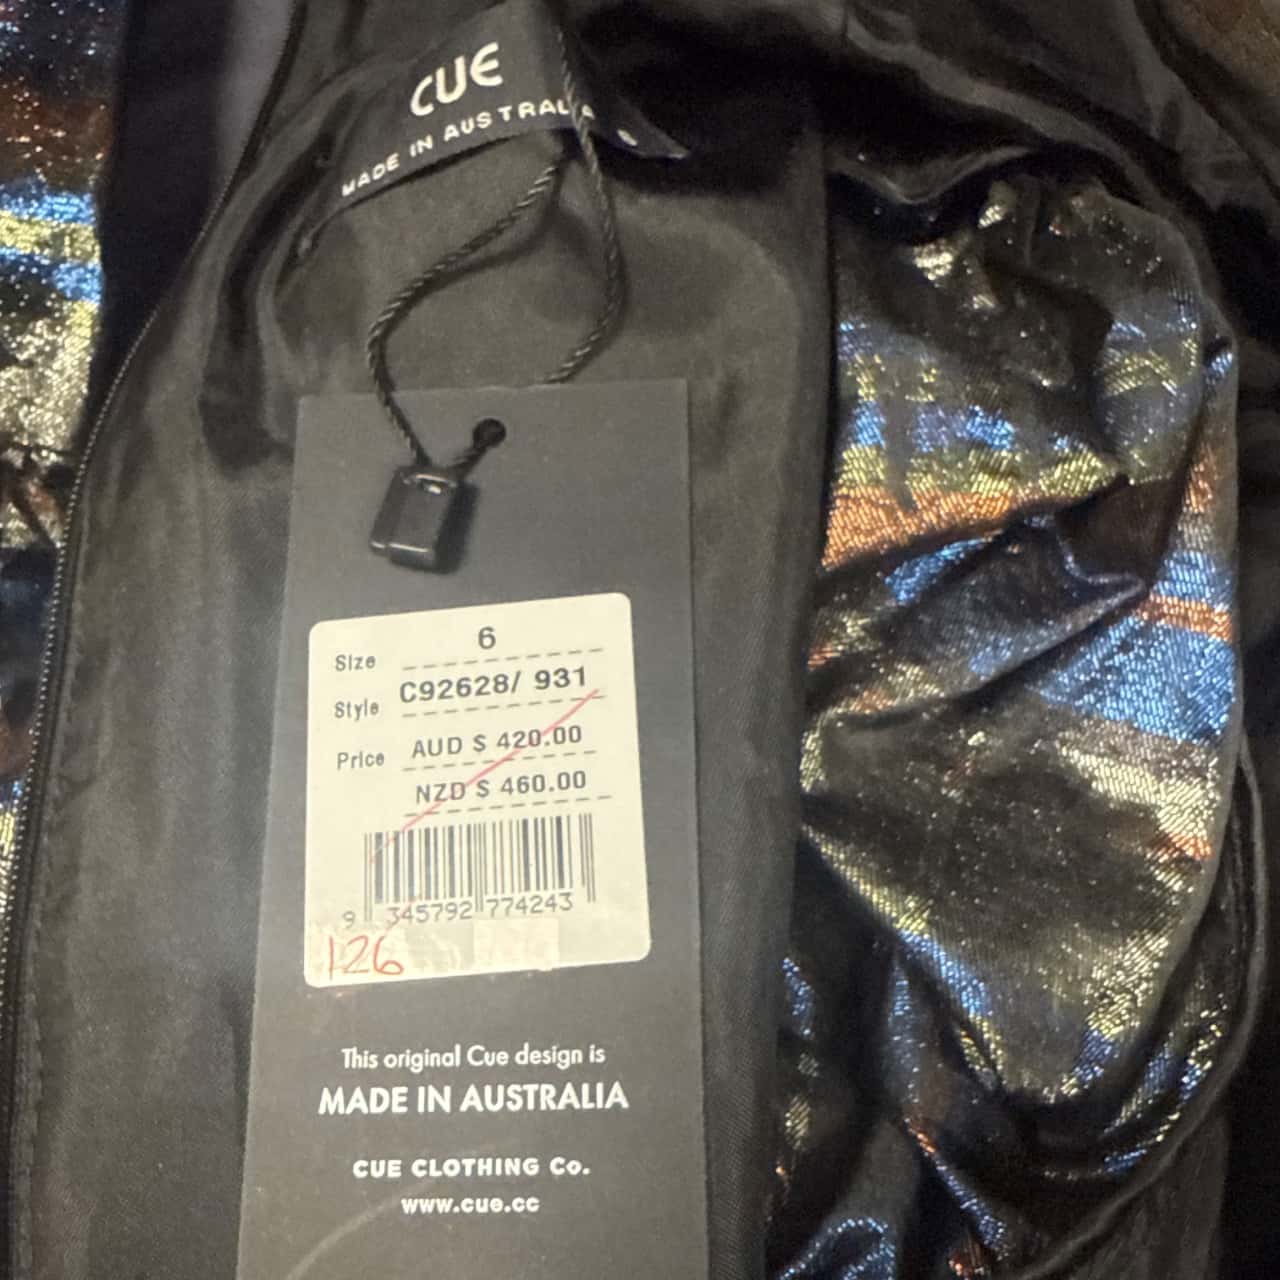 CUE
MADE IN AUSTRALIA
6
Size
Style C92628/ 931
Price AUD $ 420.00
NZD $ 460.00
9 345792 774243
126
This original Cue design is
MADE IN AUSTRALIA
CUE CLOTHING Co.
www.cue.cc